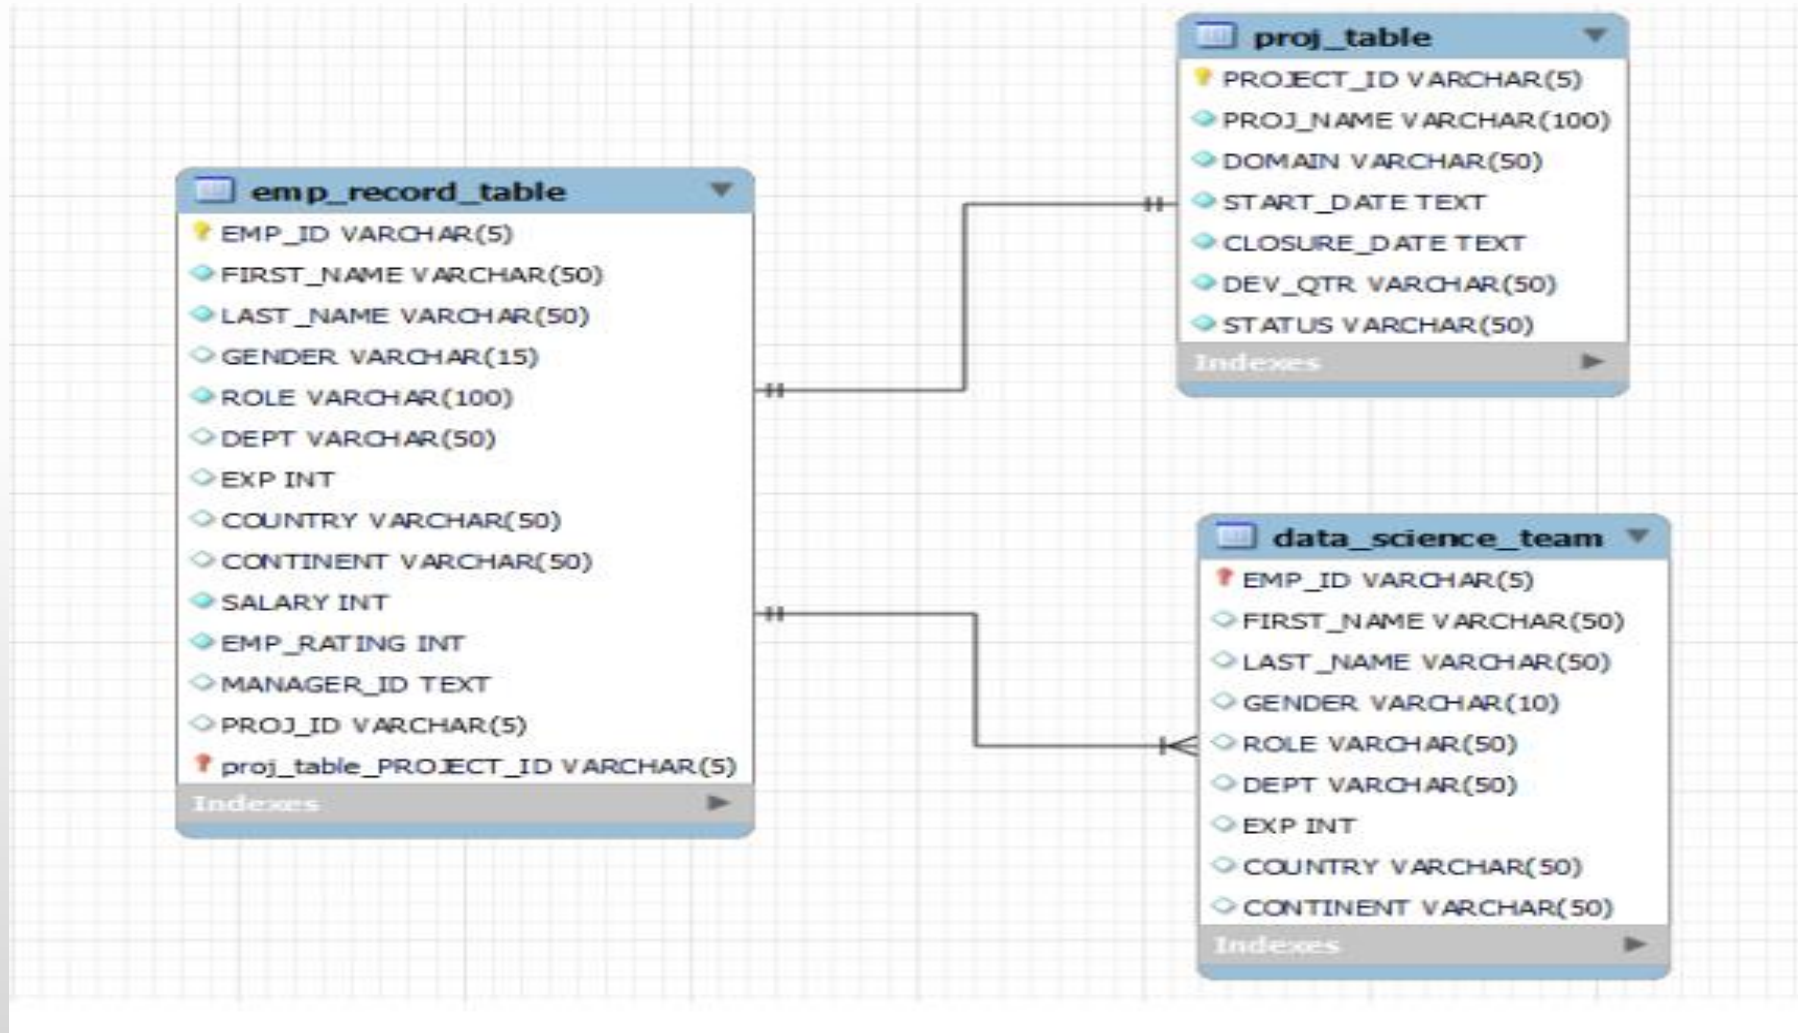 emp_record_table
EMP_ID VARCHAR(5)
FIRST_NAME VARCHAR(50)
LAST_NAME VARCHAR(50)
GENDER VARCHAR(15)
ROLE VARCHAR(100)
DEPT VARCHAR(50)
EXP INT
COUNTRY VARCHAR(50)
CONTINENT VARCHAR(50)
SALARY INT
EMP_RATING INT
MANAGER_ID TEXT
PROJ_ID VARCHAR(5)
proj_table_PROJECT_ID VARCHAR(5)
Indexes
proj_table
PROJECT_ID VARCHAR(5)
PROJ_NAME VARCHAR(100)
DOMAIN VARCHAR(50)
START_DATE TEXT
CLOSURE_DATE TEXT
DEV_QTR VARCHAR(50)
STATUS VARCHAR(50)
Indexes
data_science_team
EMP_ID VARCHAR(5)
FIRST_NAME VARCHAR(50)
LAST_NAME VARCHAR(50)
GENDER VARCHAR(10)
ROLE VARCHAR(50)
DEPT VARCHAR(50)
EXP INT
COUNTRY VARCHAR(50)
CONTINENT VARCHAR(50)
Indexes